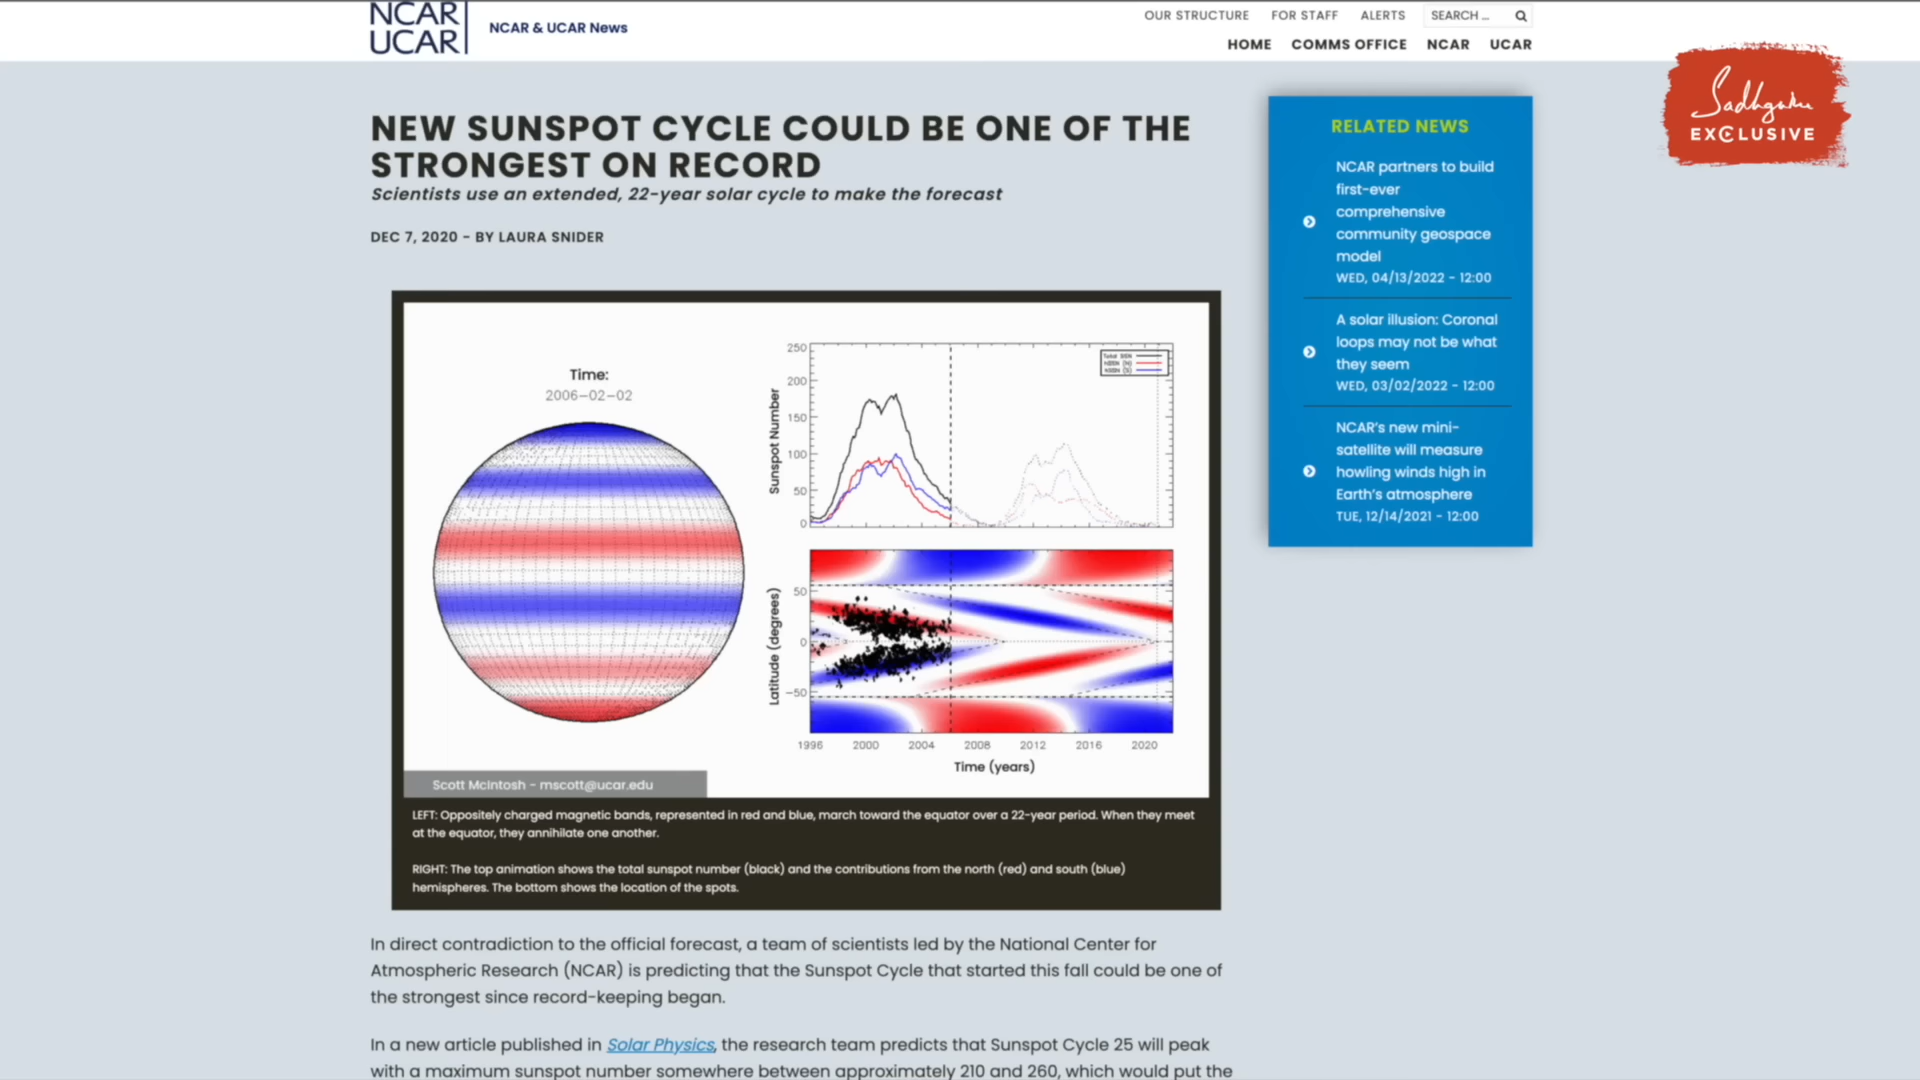 NCAR
UCAR
NCAR & UCAR News
OUR STRUCTURE FOR STAFF ALERTS SEARCH ...
HOME COMMS OFFICE NCAR UCAR
Sadhguru
EXCLUSIVE
NEW SUNSPOT CYCLE COULD BE ONE OF THE
STRONGEST ON RECORD
Scientists use an extended, 22-year solar cycle to make the forecast
DEC 7, 2020 - BY LAURA SNIDER
Time:
2006-02-02
Sunspot Number
250
200
150
100
50
0
Total SSN
HSSN (N)
HSSN (S)
Latitude (degrees)
50
0
-50
1996 2000 2004 2008 2012 2016 2020
Time (years)
Scott McIntosh - mscott@ucar.edu
LEFT: Oppositely charged magnetic bands, represented in red and blue, march toward the equator over a 22-year period. When they meet
at the equator, they annihilate one another.
RIGHT: The top animation shows the total sunspot number (black) and the contributions from the north (red) and south (blue)
hemispheres. The bottom shows the location of the spots.
In direct contradiction to the official forecast, a team of scientists led by the National Center for
Atmospheric Research (NCAR) is predicting that the Sunspot Cycle that started this fall could be one of
the strongest since record-keeping began.
In a new article published in Solar Physics, the research team predicts that Sunspot Cycle 25 will peak
with a maximum sunspot number somewhere between approximately 210 and 260, which would put the
RELATED NEWS
NCAR partners to build
first-ever
comprehensive
community geospace
model
WED, 04/13/2022 - 12:00
A solar illusion: Coronal
loops may not be what
they seem
WED, 03/02/2022 - 12:00
NCAR's new mini-
satellite will measure
howling winds high in
Earth's atmosphere
TUE, 12/14/2021 - 12:00